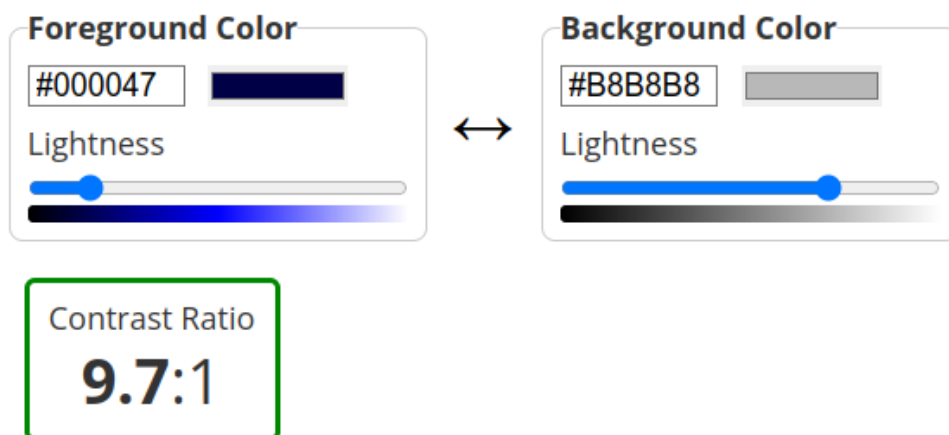 Foreground Color
#000047
Lightness
Background Color
#B8B8B8
Lightness
Contrast Ratio
9.7:1